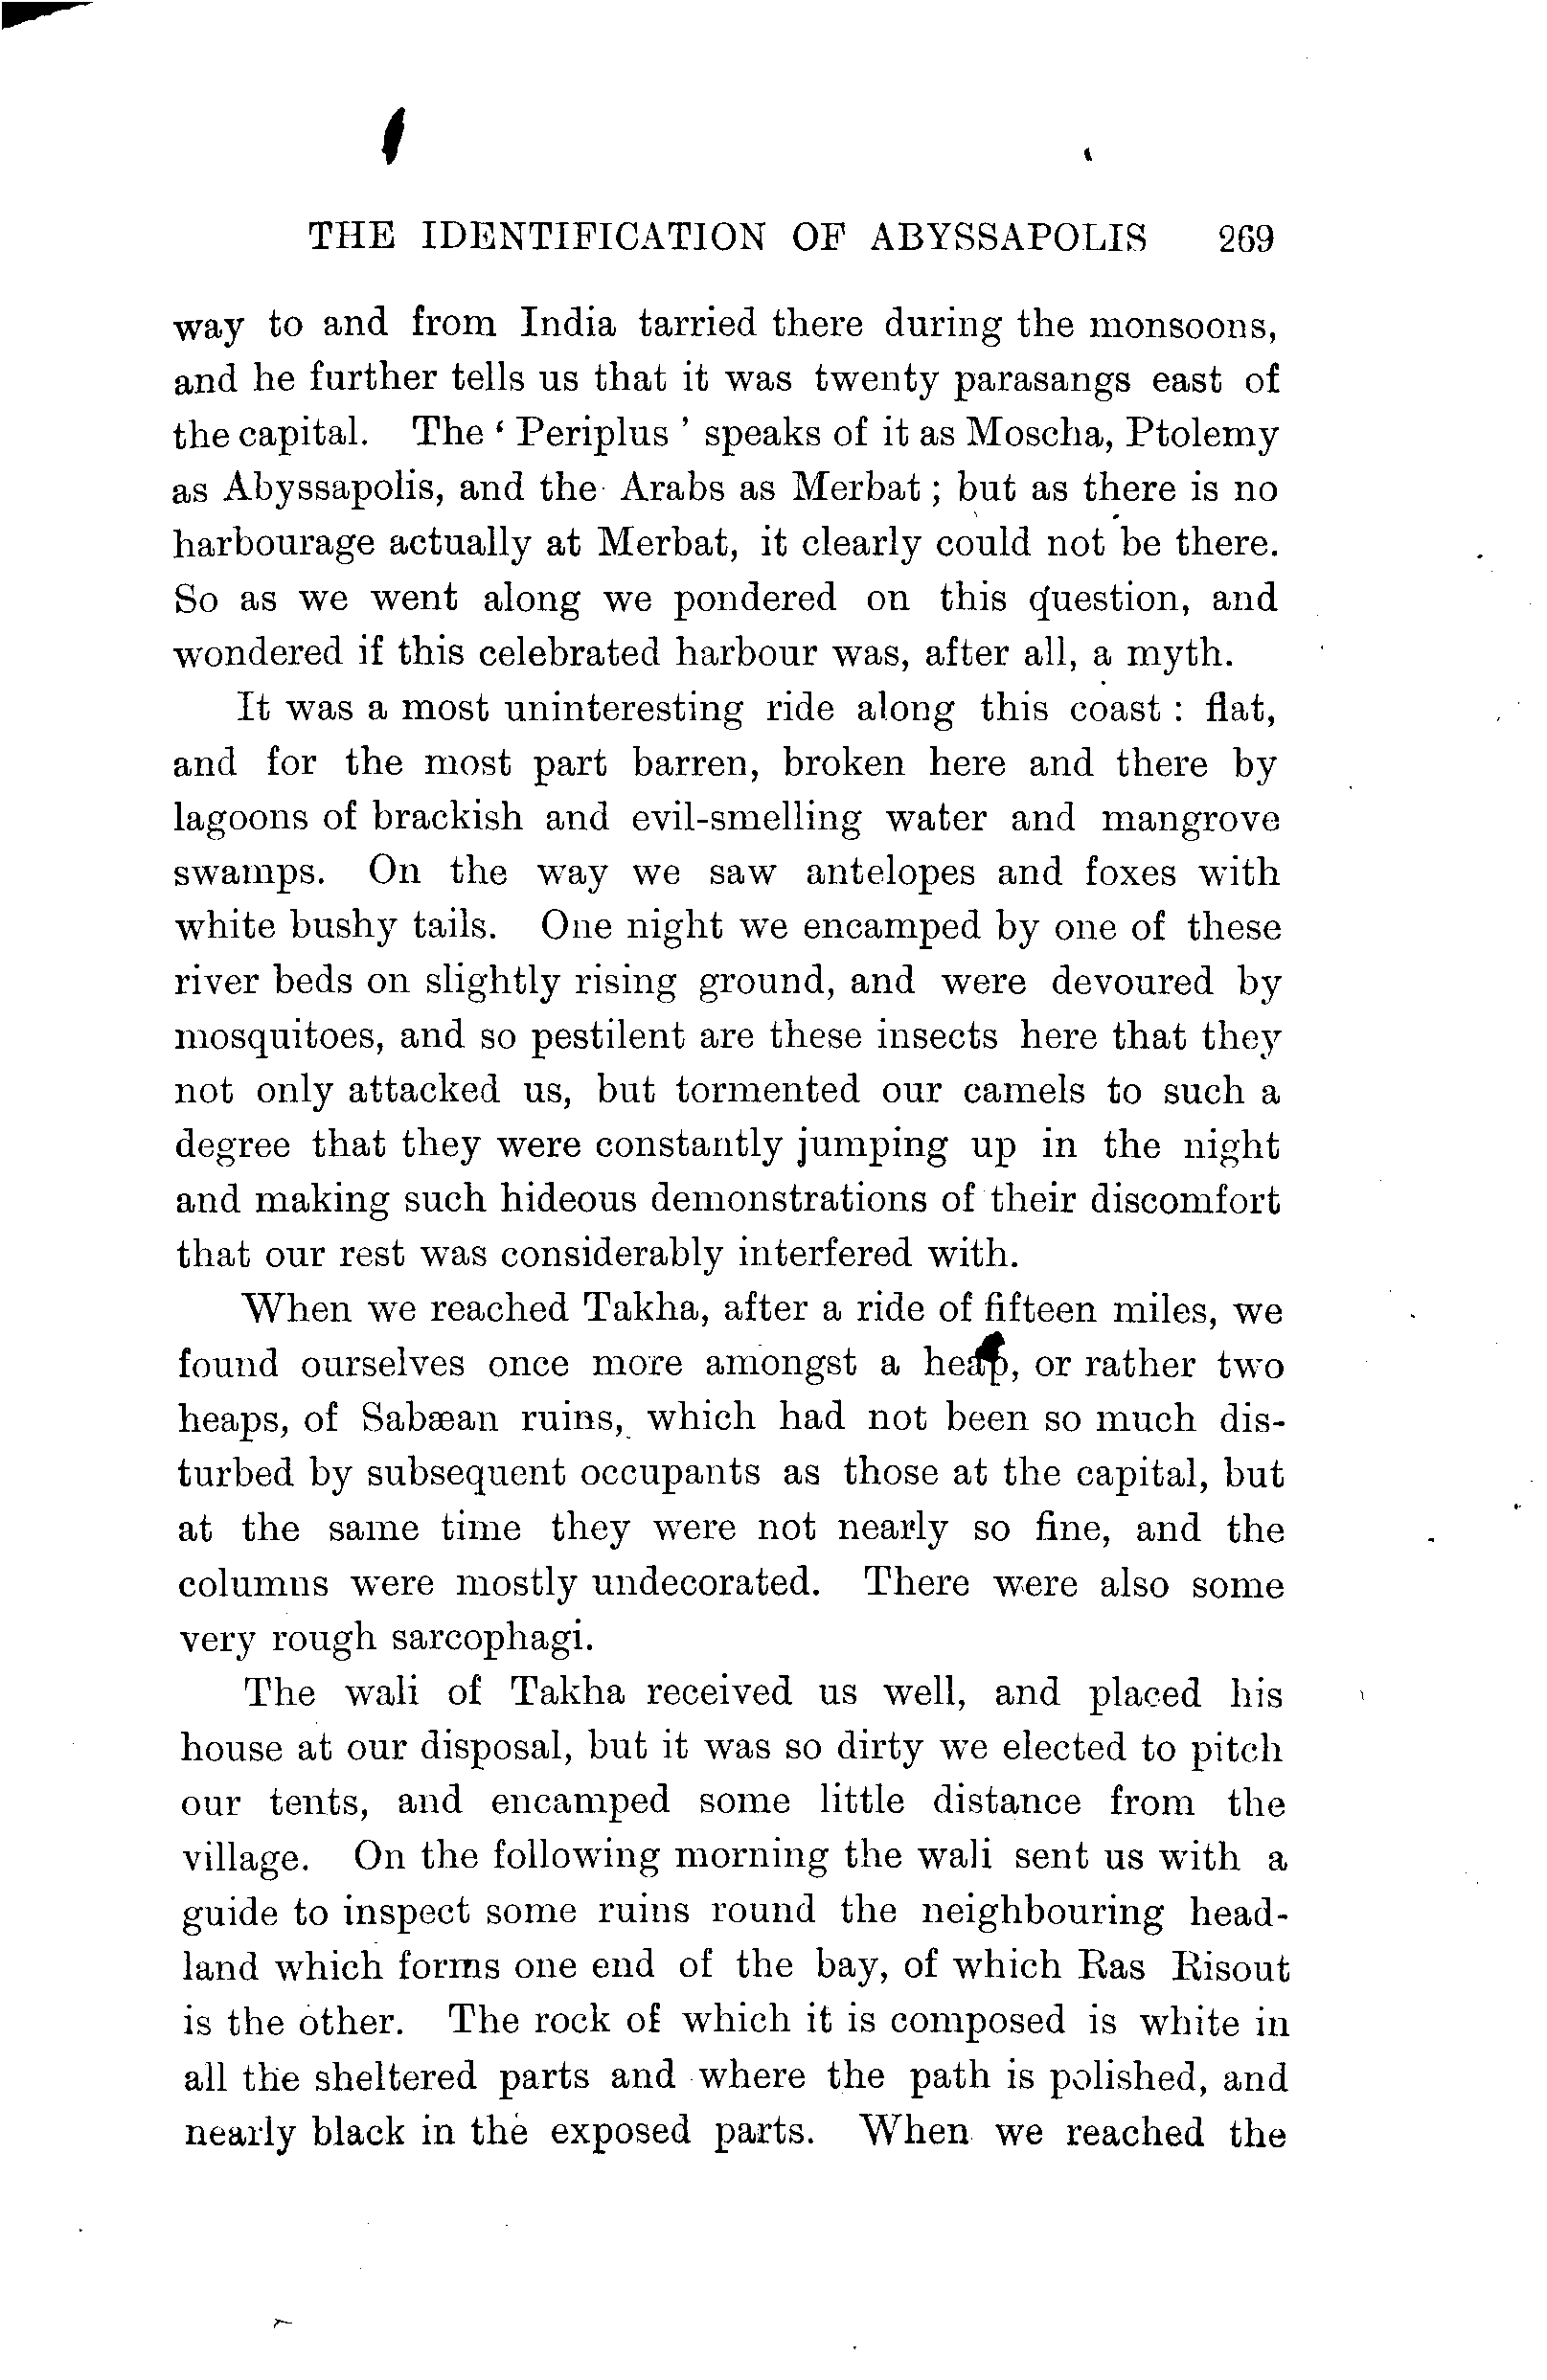 THE IDENTIFICATION OF ABYSSAPOLIS 269
way to and from India tarried there during the monsoons,
and he further tells us that it was twenty parasangs east of
the capital. The ‘ Periplus ’ speaks of it as Moscha, Ptolemy
as Abyssapolis, and the Arabs as Merbat ; but as there is no
harbourage actually at Merbat, it clearly could not be there.
So as we went along we pondered on this question, and
wondered if this celebrated harbour was, after all, a myth.
It was a most uninteresting ride along this coast : flat,
and for the most part barren, broken here and there by
lagoons of brackish and evil-smelling water and mangrove
swamps. On the way we saw antelopes and foxes with
white bushy tails. One night we encamped by one of these
river beds on slightly rising ground, and were devoured by
mosquitoes, and so pestilent are these insects here that they
not only attacked us, but tormented our camels to such a
degree that they were constantly jumping up in the night
and making such hideous demonstrations of their discomfort
that our rest was considerably interfered with.
When we reached Takha, after a ride of fifteen miles, we
found ourselves once more amongst a heap, or rather two
heaps, of Sabæan ruins, which had not been so much dis-
turbed by subsequent occupants as those at the capital, but
at the same time they were not nearly so fine, and the
columns were mostly undecorated. There were also some
very rough sarcophagi.
The wali of Takha received us well, and placed his
house at our disposal, but it was so dirty we elected to pitch
our tents, and encamped some little distance from the
village. On the following morning the wali sent us with a
guide to inspect some ruins round the neighbouring head-
land which forms one end of the bay, of which Ras Risout
is the other. The rock of which it is composed is white in
all the sheltered parts and where the path is polished, and
nearly black in the exposed parts. When we reached the